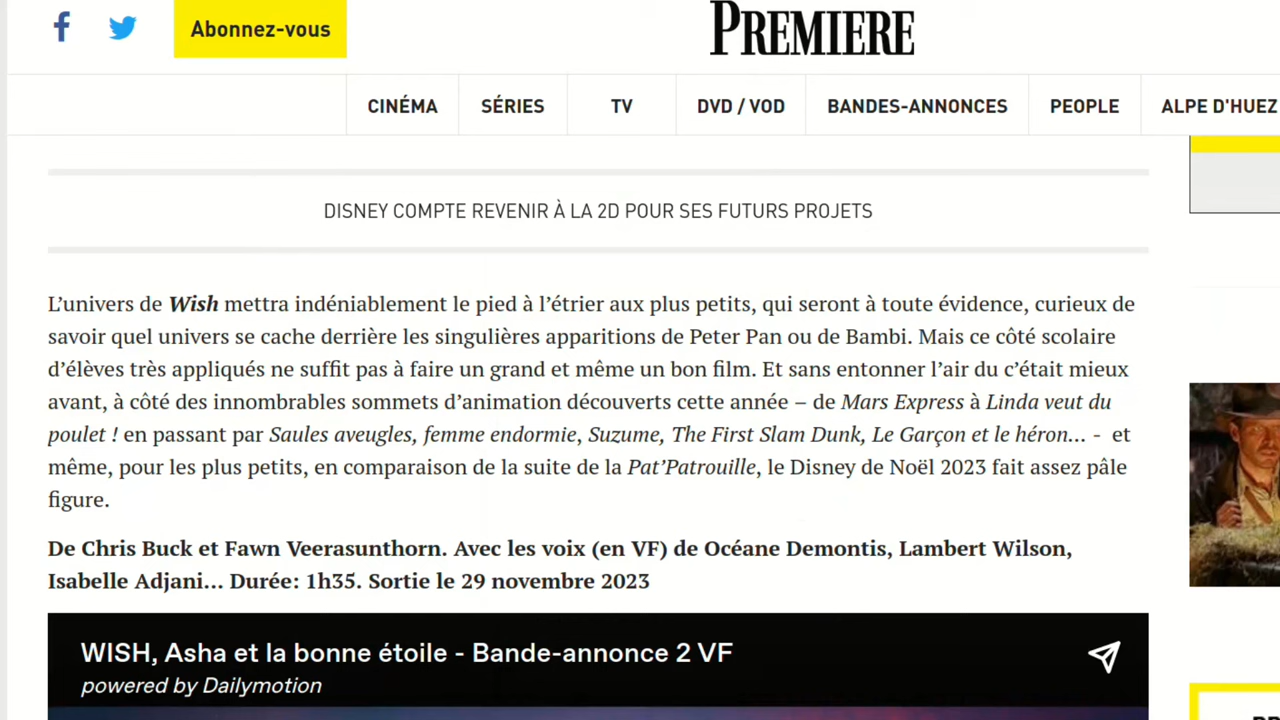 Abonnez-vous
PREMIERE
CINÉMA SÉRIES TV DVD / VOD BANDES-ANNONCES PEOPLE ALPE D'HUEZ
DISNEY COMPTE REVENIR À LA 2D POUR SES FUTURS PROJETS
L’univers de Wish mettra indéniablement le pied à l’étrier aux plus petits, qui seront à toute évidence, curieux de
savoir quel univers se cache derrière les singulières apparitions de Peter Pan ou de Bambi. Mais ce côté scolaire
d’élèves très appliqués ne suffit pas à faire un grand et même un bon film. Et sans entonner l’air du c’était mieux
avant, à côté des innombrables sommets d’animation découverts cette année – de Mars Express à Linda veut du
poulet ! en passant par Saules aveugles, femme endormie, Suzume, The First Slam Dunk, Le Garçon et le héron... - et
même, pour les plus petits, en comparaison de la suite de la Pat’Patrouille, le Disney de Noël 2023 fait assez pâle
figure.
De Chris Buck et Fawn Veerasunthorn. Avec les voix (en VF) de Océane Demontis, Lambert Wilson,
Isabelle Adjani... Durée: 1h35. Sortie le 29 novembre 2023
WISH, Asha et la bonne étoile - Bande-annonce 2 VF
powered by Dailymotion